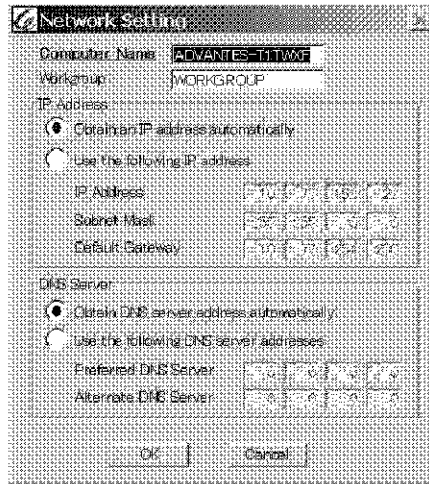 Network Setting
Computer Name ADVANTES-T1TWXF
Workgroup WORKGROUP
IP Address
Obtain an IP address automatically
Use the following IP address
IP Address
Subnet Mask
Default Gateway
DNS Server
Obtain DNS server address automatically
Use the following DNS server addresses
Preferred DNS Server
Alternate DNS Server
OK Cancel